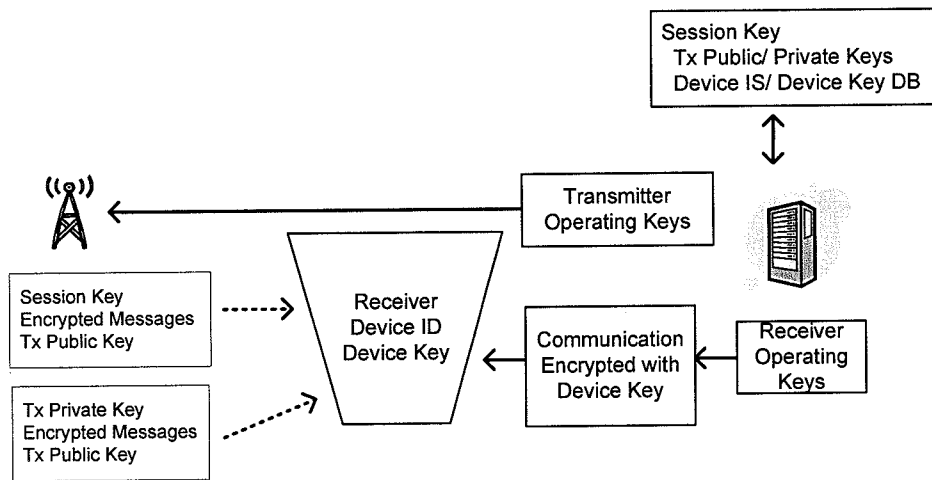 Session Key
Tx Public/ Private Keys
Device IS/ Device Key DB
Transmitter
Operating Keys
Session Key
Encrypted Messages
Tx Public Key
Receiver
Device ID
Device Key
Communication
Encrypted with
Device Key
Receiver
Operating
Keys
Tx Private Key
Encrypted Messages
Tx Public Key